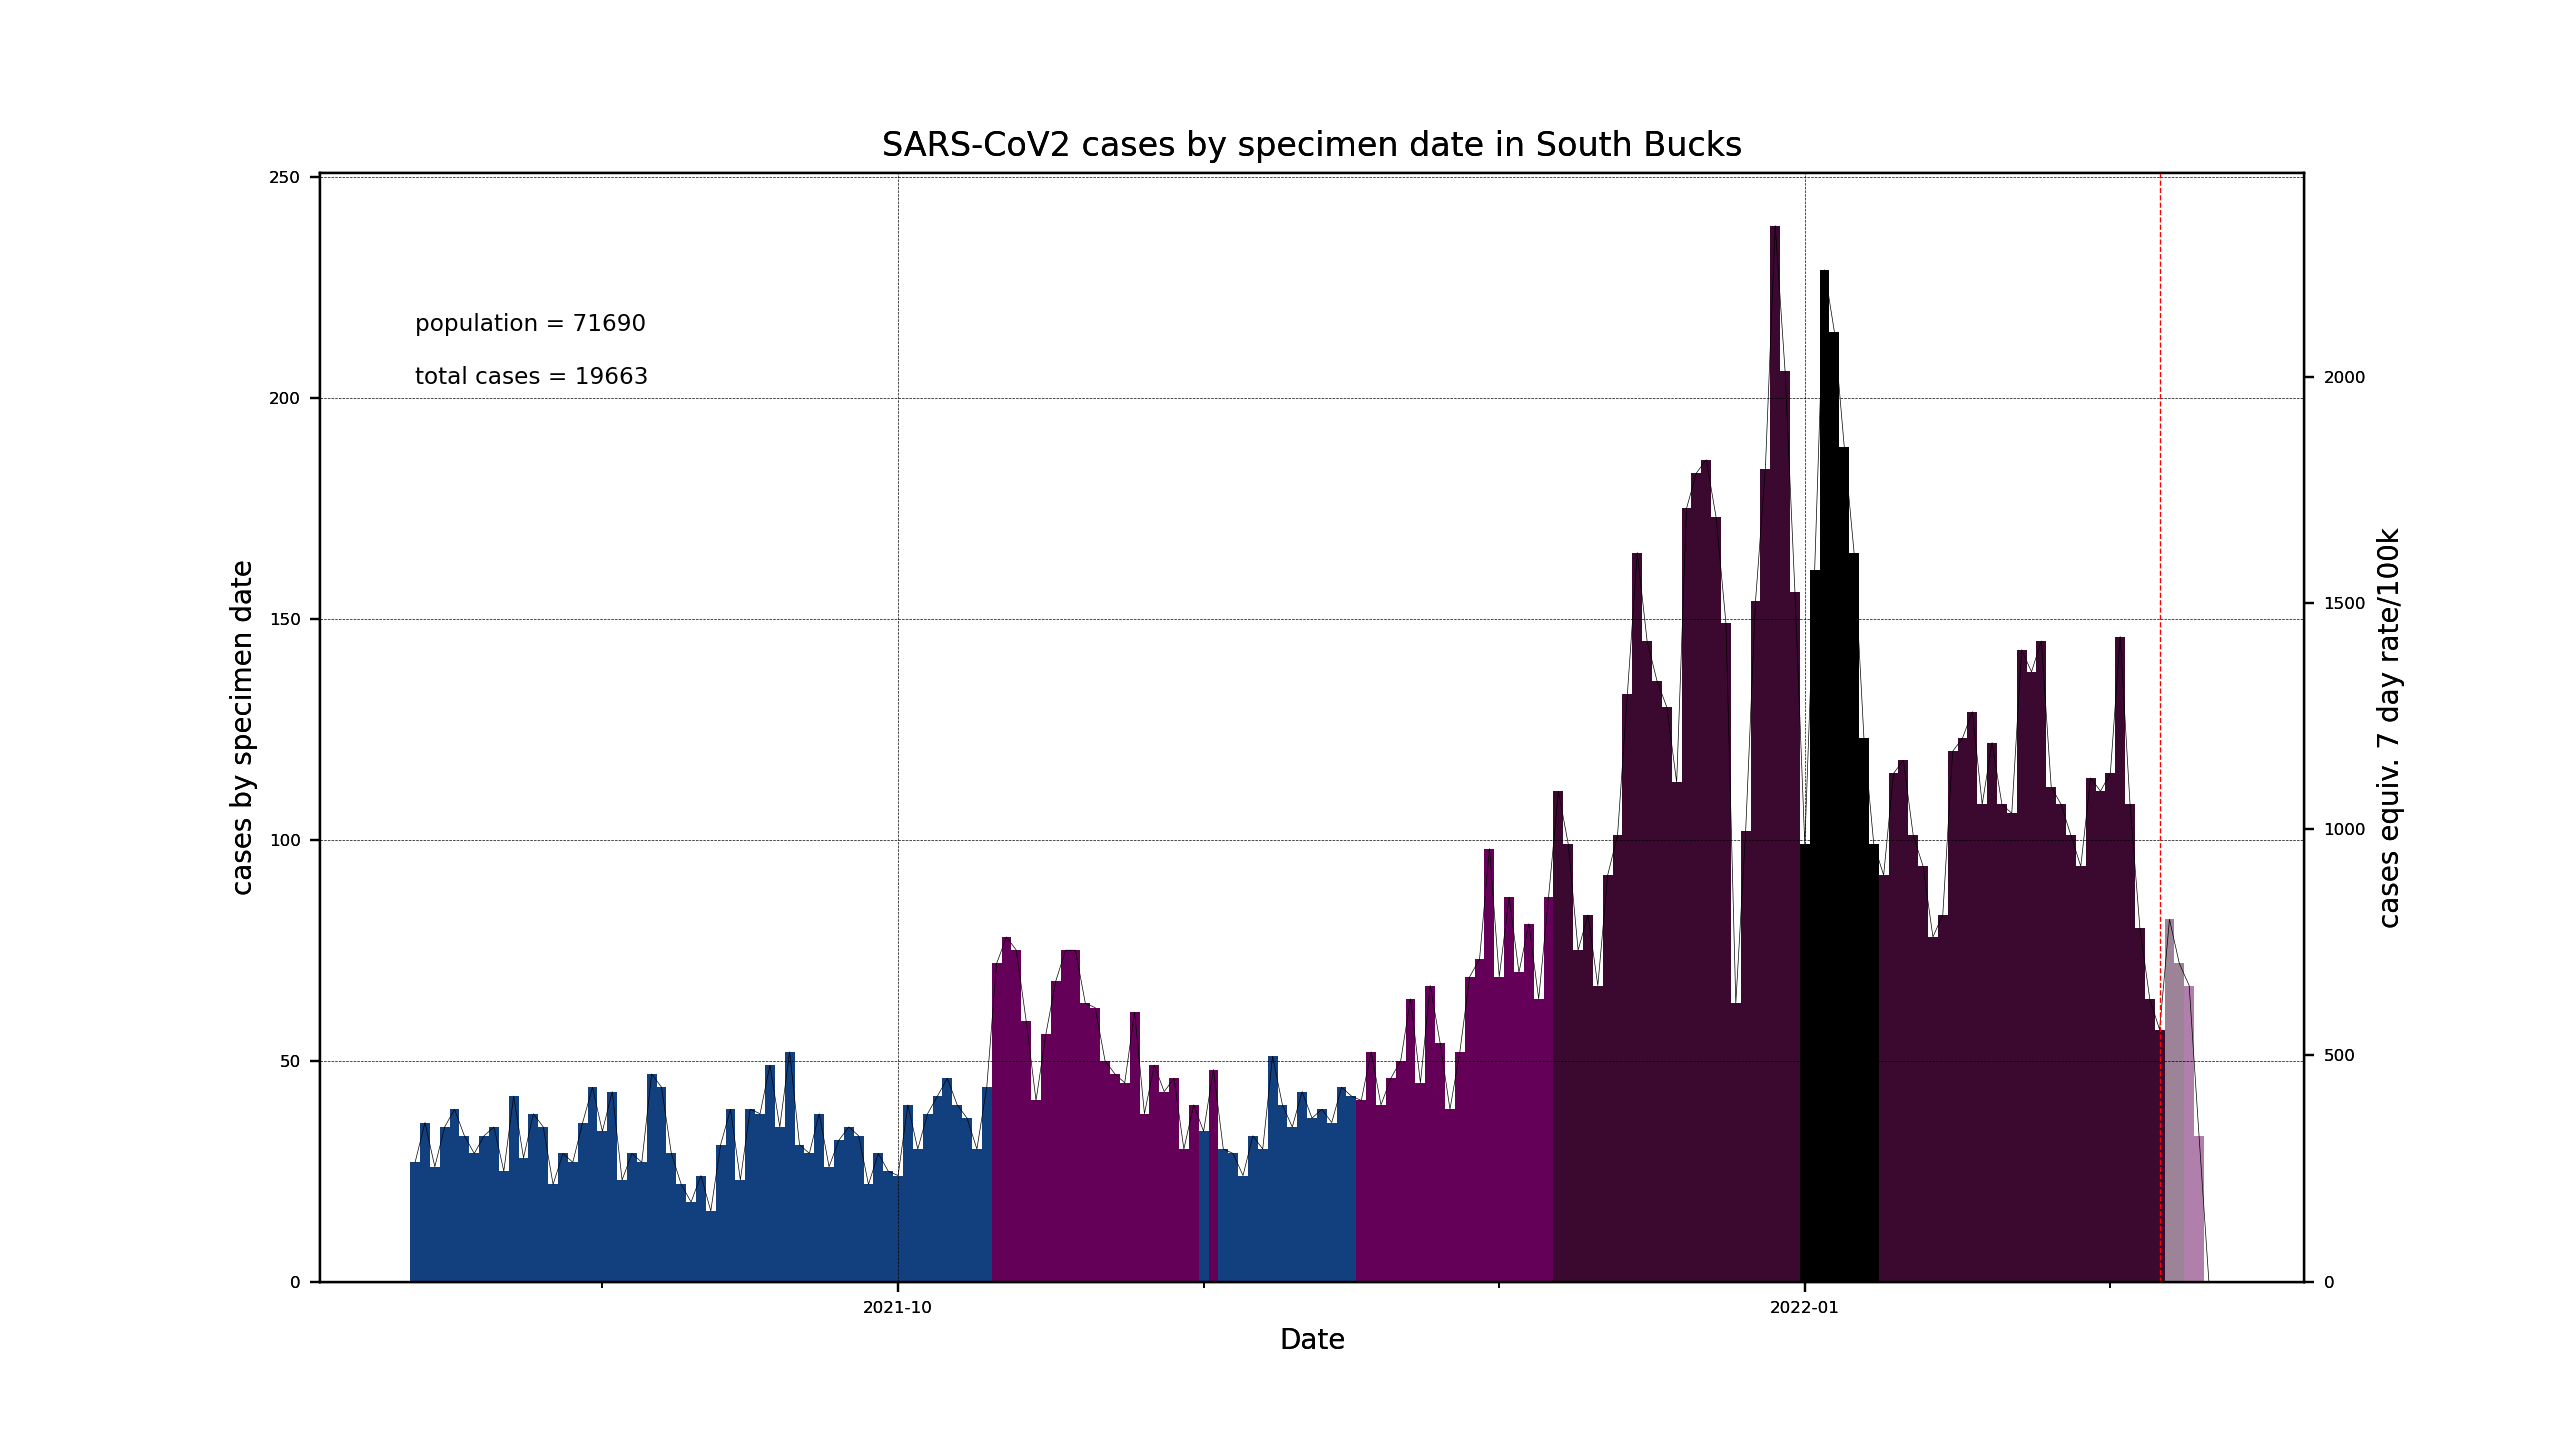 SARS-CoV2 cases by specimen date in South Bucks
250
200
150
100
50
0
cases by specimen date
population = 71690
total cases = 19663
2000
1500
1000
500
0
cases equiv. 7 day rate/100k
2021-10
2022-01
Date